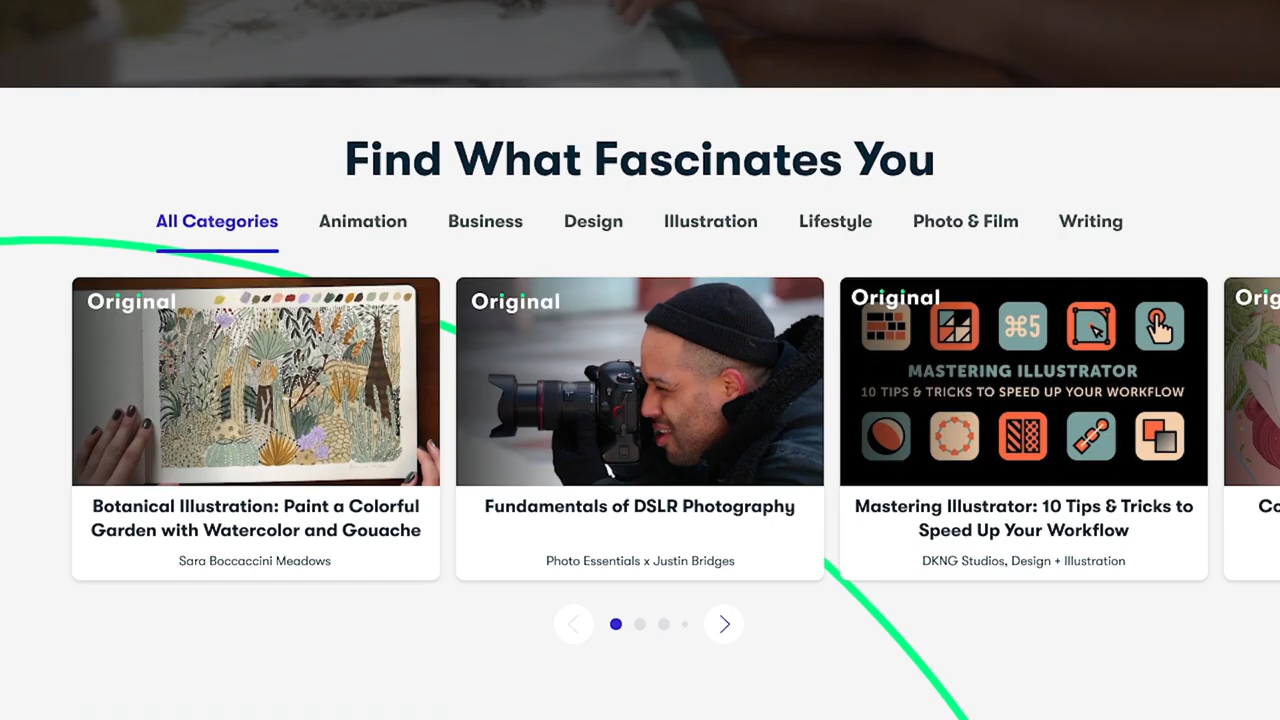 Find What Fascinates You
All Categories
Animation
Business
Design
Illustration
Lifestyle
Photo & Film
Writing
Original
Botanical Illustration: Paint a Colorful
Garden with Watercolor and Gouache
Sara Boccaccini Meadows
Original
Fundamentals of DSLR Photography
Photo Essentials x Justin Bridges
Original
⌘5
MASTERING ILLUSTRATOR
10 TIPS & TRICKS TO SPEED UP YOUR WORKFLOW
Mastering Illustrator: 10 Tips & Tricks to
Speed Up Your Workflow
DKNG Studios, Design + Illustration